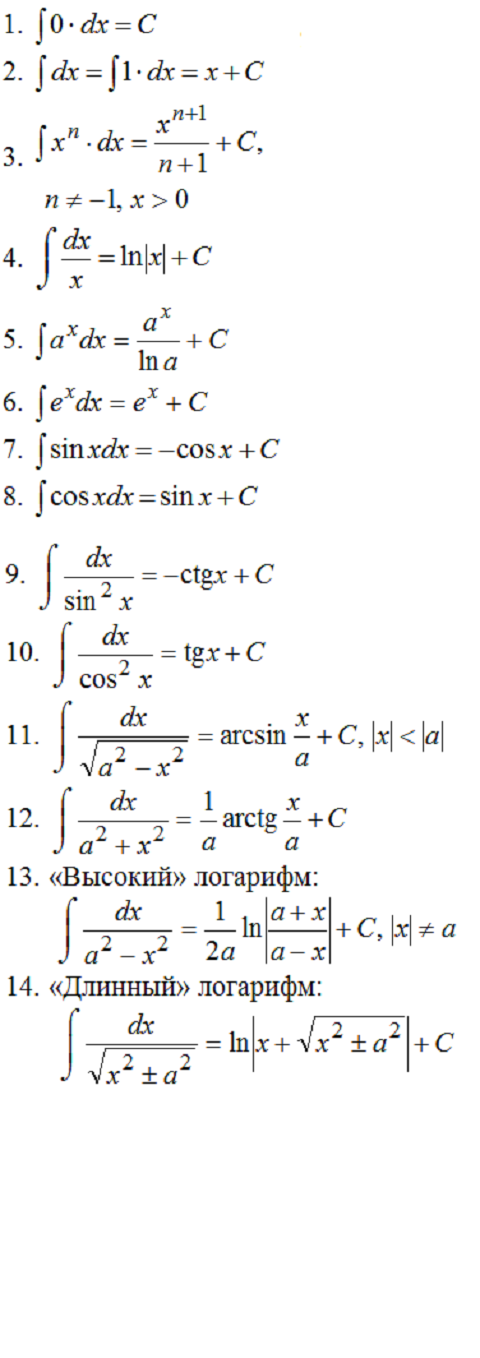 1. ∫0· dx = C
2. ∫dx = ∫1· dx = x + C
3. ∫xⁿ · dx = xⁿ⁺¹/(n+1) + C,
n ≠ −1, x > 0
4. ∫dx/x = ln|x| + C
5. ∫aˣdx = aˣ/ln a + C
6. ∫eˣdx = eˣ + C
7. ∫sin xdx = −cos x + C
8. ∫cos xdx = sin x + C
9. ∫dx/sin² x = −ctgx + C
10. ∫dx/cos² x = tgx + C
11. ∫dx/√(a² − x²) = arcsin x/a + C, |x| < |a|
12. ∫dx/(a² + x²) = 1/a arctg x/a + C
13. «Высокий» логарифм:
∫dx/(a² − x²) = 1/2a ln|(a + x)/(a − x)| + C, |x| ≠ a
14. «Длинный» логарифм:
∫dx/√(x² ± a²) = ln|x + √(x² ± a²)| + C